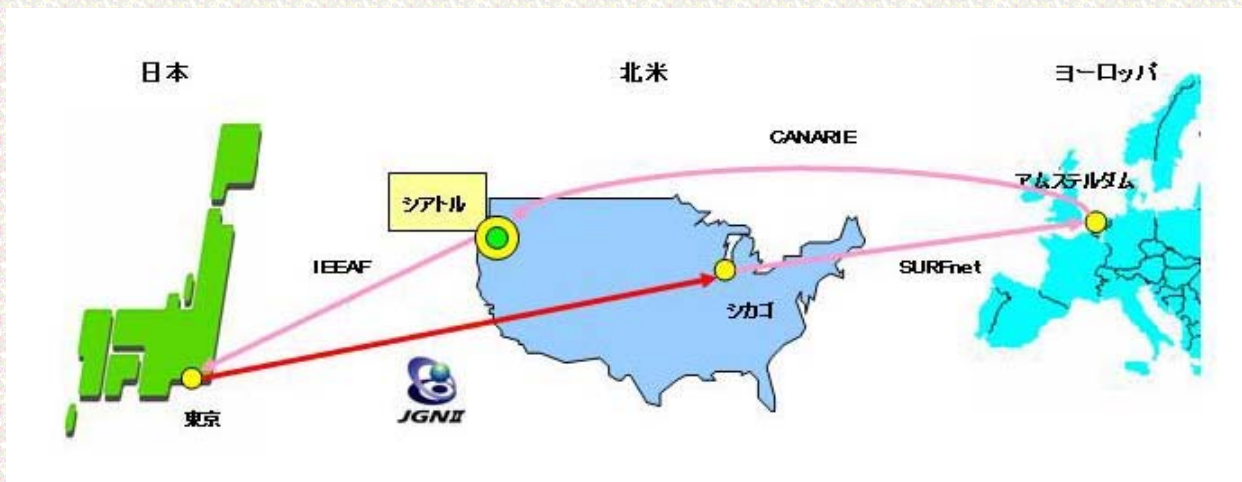 日本
北米
ヨーロッパ
CANARIE
アムステルダム
シアトル
IEEAF
SURFnet
シカゴ
JGNII
東京